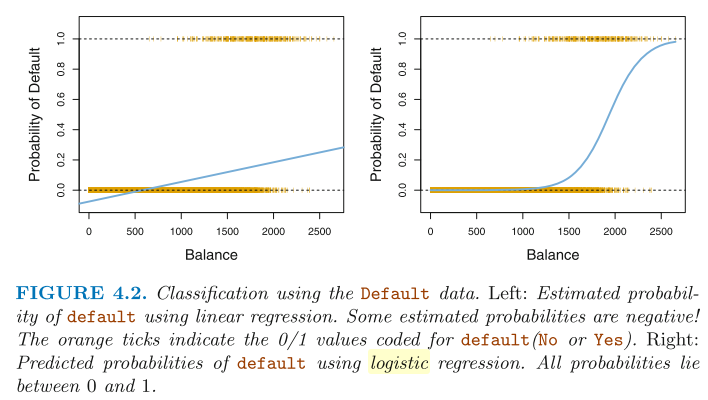 Probability of Default
0.0 0.2 0.4 0.6 0.8 1.0
0 500 1000 1500 2000 2500
Balance
Probability of Default
0.0 0.2 0.4 0.6 0.8 1.0
0 500 1000 1500 2000 2500
Balance
FIGURE 4.2. Classification using the Default data. Left: Estimated probabil-
ity of default using linear regression. Some estimated probabilities are negative!
The orange ticks indicate the 0/1 values coded for default(No or Yes). Right:
Predicted probabilities of default using logistic regression. All probabilities lie
between 0 and 1.